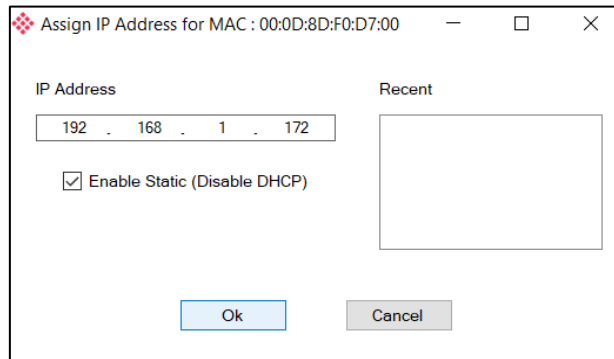 Assign IP Address for MAC : 00:0D:8D:F0:D7:00
IP Address
Recent
192 . 168 . 1 . 172
Enable Static (Disable DHCP)
Ok
Cancel